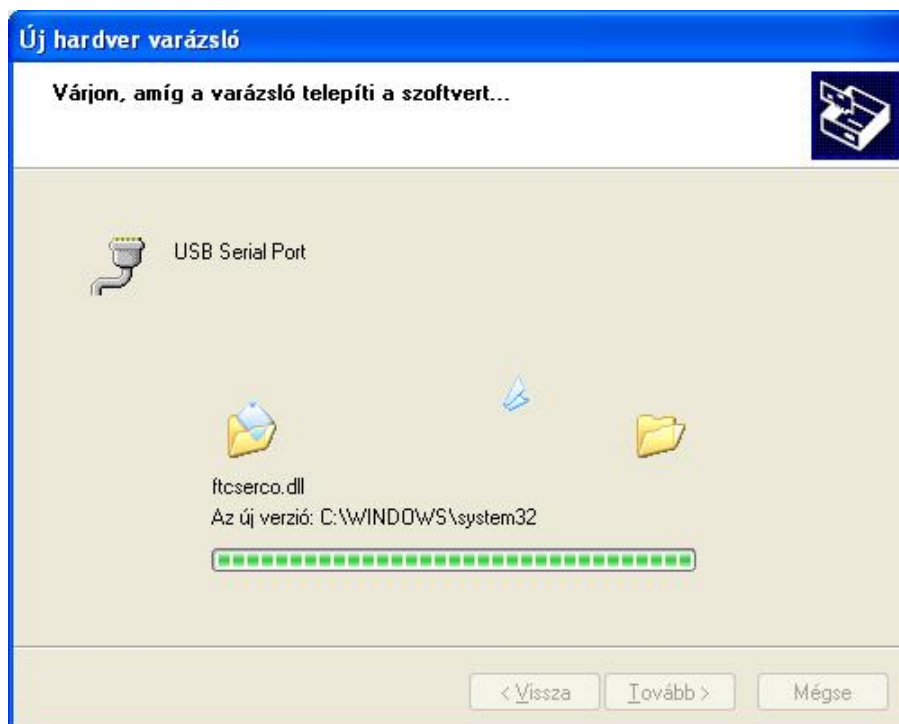 Új hardver varázsló
Várjon, amíg a varázsló telepíti a szoftvert...
USB Serial Port
ftcserco.dll
Az új verzió: C:\WINDOWS\system32
< Vissza
Tovább >
Mégse